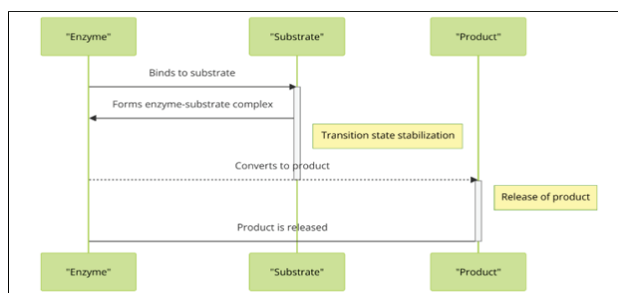 "Enzyme"
"Substrate"
"Product"
Binds to substrate
Forms enzyme-substrate complex
Transition state stabilization
Converts to product
Release of product
Product is released
"Enzyme"
"Substrate"
"Product"